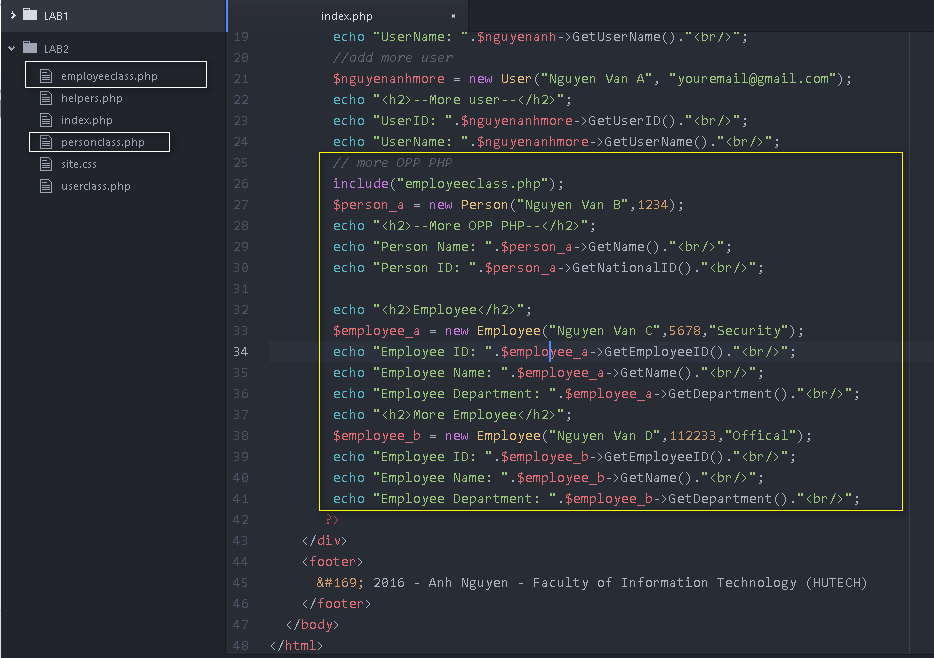 LAB1
LAB2
employeeclass.php
helpers.php
index.php
personclass.php
site.css
userclass.php
index.php
19 echo "UserName: ".$nguyenanh->GetUserName()."<br/>";
20 //add more user
21 $nguyenanhmore = new User("Nguyen Van A", "youremail@gmail.com");
22 echo "<h2>--More user--</h2>";
23 echo "UserID: ".$nguyenanhmore->GetUserID()."<br/>";
24 echo "UserName: ".$nguyenanhmore->GetUserName()."<br/>";
25 // more OPP PHP
26 include("employeeclass.php");
27 $person_a = new Person("Nguyen Van B",1234);
28 echo "<h2>--More OPP PHP--</h2>";
29 echo "Person Name: ".$person_a->GetName()."<br/>";
30 echo "Person ID: ".$person_a->GetNationalID()."<br/>";
31
32 echo "<h2>Employee</h2>";
33 $employee_a = new Employee("Nguyen Van C",5678,"Security");
34 echo "Employee ID: ".$employee_a->GetEmployeeID()."<br/>";
35 echo "Employee Name: ".$employee_a->GetName()."<br/>";
36 echo "Employee Department: ".$employee_a->GetDepartment()."<br/>";
37 echo "<h2>More Employee</h2>";
38 $employee_b = new Employee("Nguyen Van D",112233,"Offical");
39 echo "Employee ID: ".$employee_b->GetEmployeeID()."<br/>";
40 echo "Employee Name: ".$employee_b->GetName()."<br/>";
41 echo "Employee Department: ".$employee_b->GetDepartment()."<br/>";
42 ?>
43 </div>
44 <footer>
45 &#169; 2016 - Anh Nguyen - Faculty of Information Technology (HUTECH)
46 </footer>
47 </body>
48 </html>